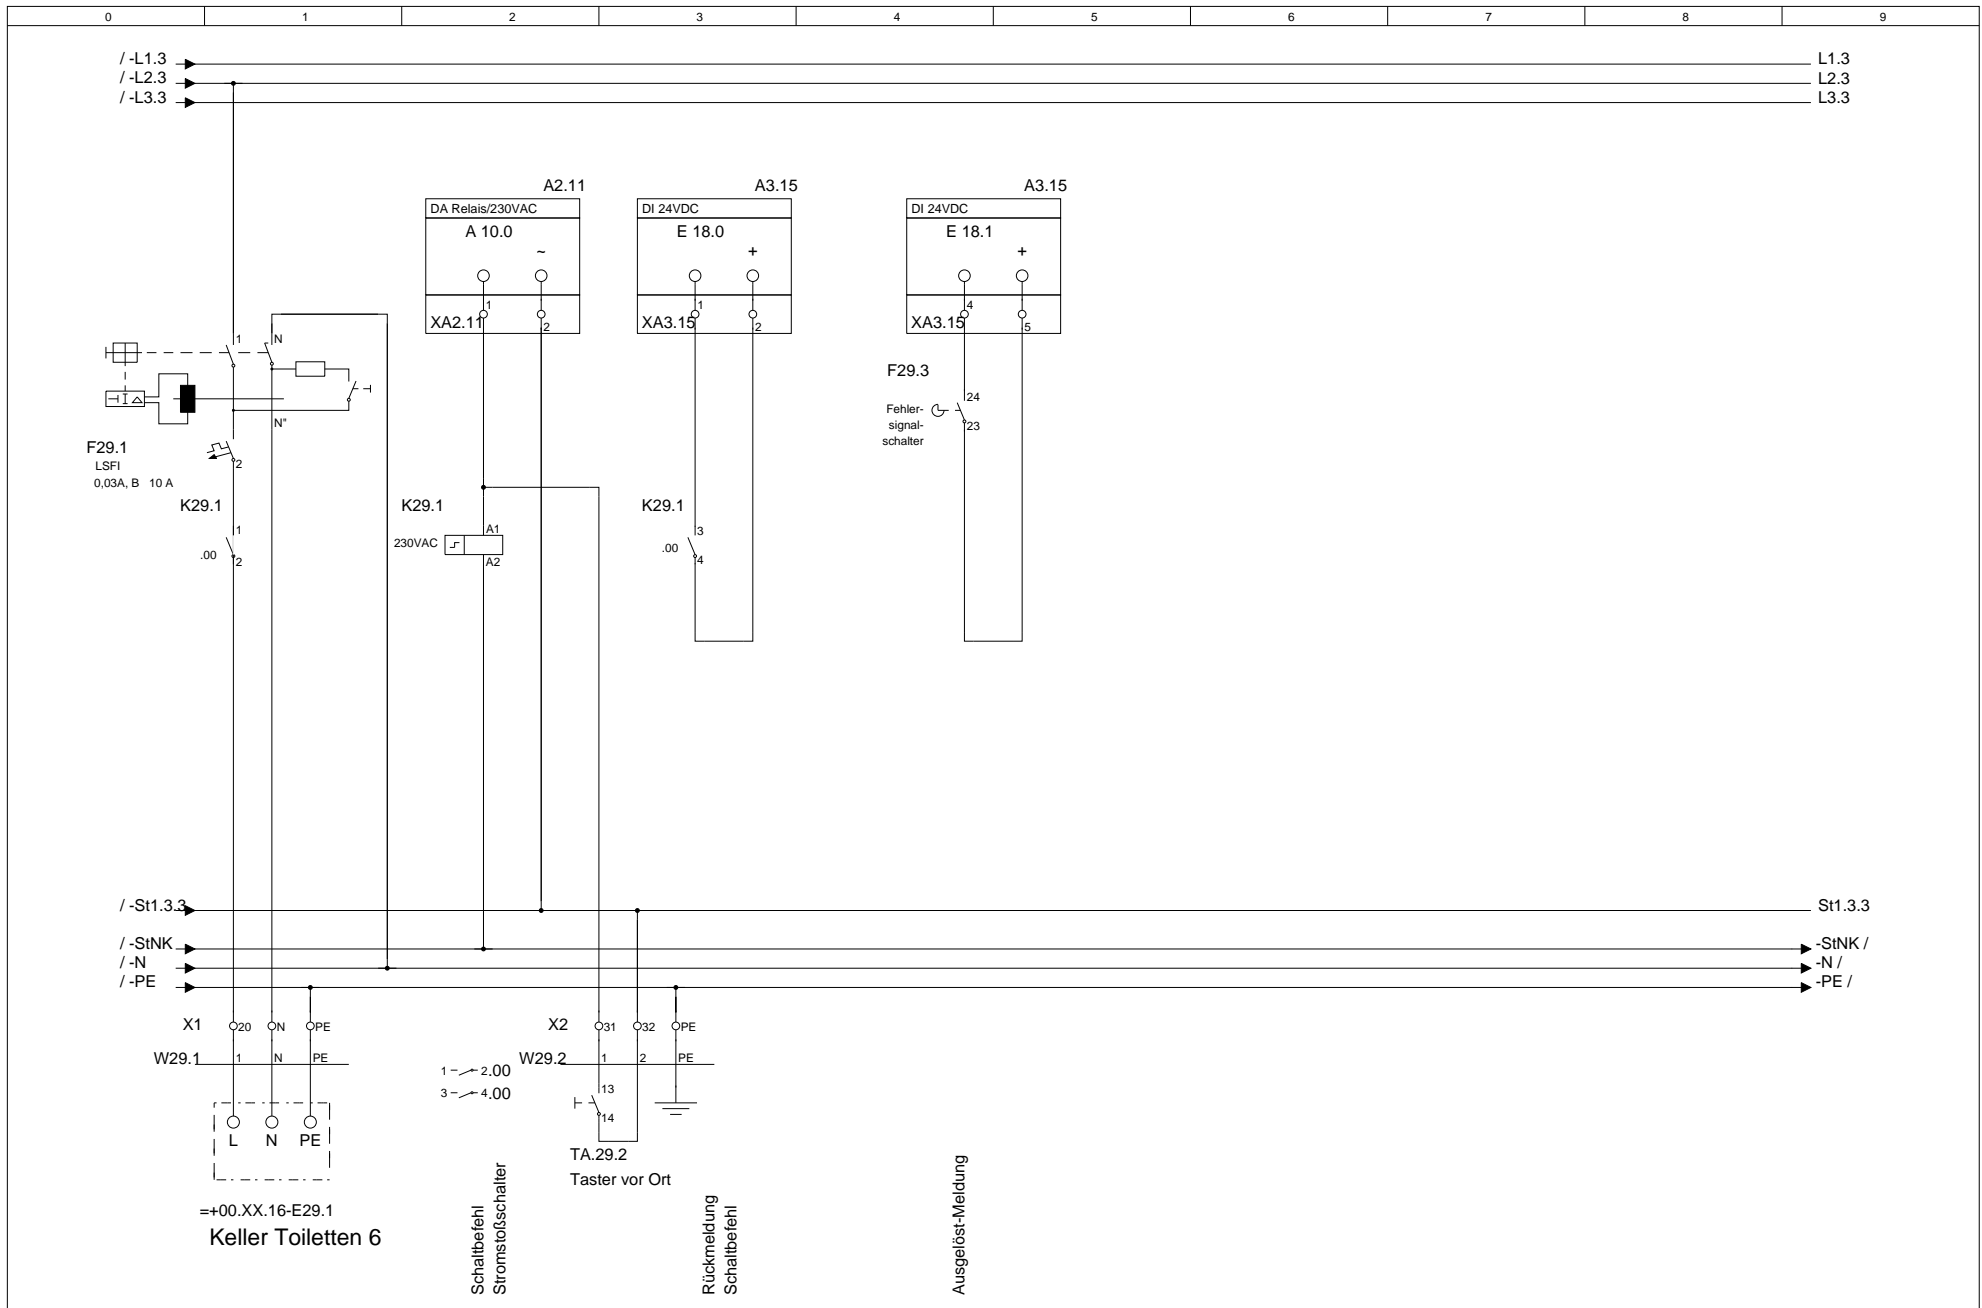 0 1 2 3 4 5 6 7 8 9
/ -L1.3 L1.3
/ -L2.3 L2.3
/ -L3.3 L3.3
A2.11 A3.15 A3.15
DA Relais/230VAC DI 24VDC DI 24VDC
A 10.0 E 18.0 E 18.1
~ + +
1 1 4
XA2.11 2 XA3.15 2 XA3.15 5
1 N
F29.3
24
Fehler-
signal-
schalter
23
N"
F29.1
LSFI
0,03A, B 10 A
2
K29.1 K29.1 K29.1
1 A1 3
.00 230VAC .00
2 A2 4
/ -St1.3.3 St1.3.3
/ -StNK -StNK /
/ -N -N /
/ -PE -PE /
X1 20 N PE X2 31 32 PE
W29.1 1 N PE W29.2 1 2 PE
1 2.00
3 4.00
13
14
L N PE
TA.29.2
Taster vor Ort
=+00.XX.16-E29.1
Keller Toiletten 6
Schaltbefehl
Stromstoßschalter
Rückmeldung
Schaltbefehl
Ausgelöst-Meldung